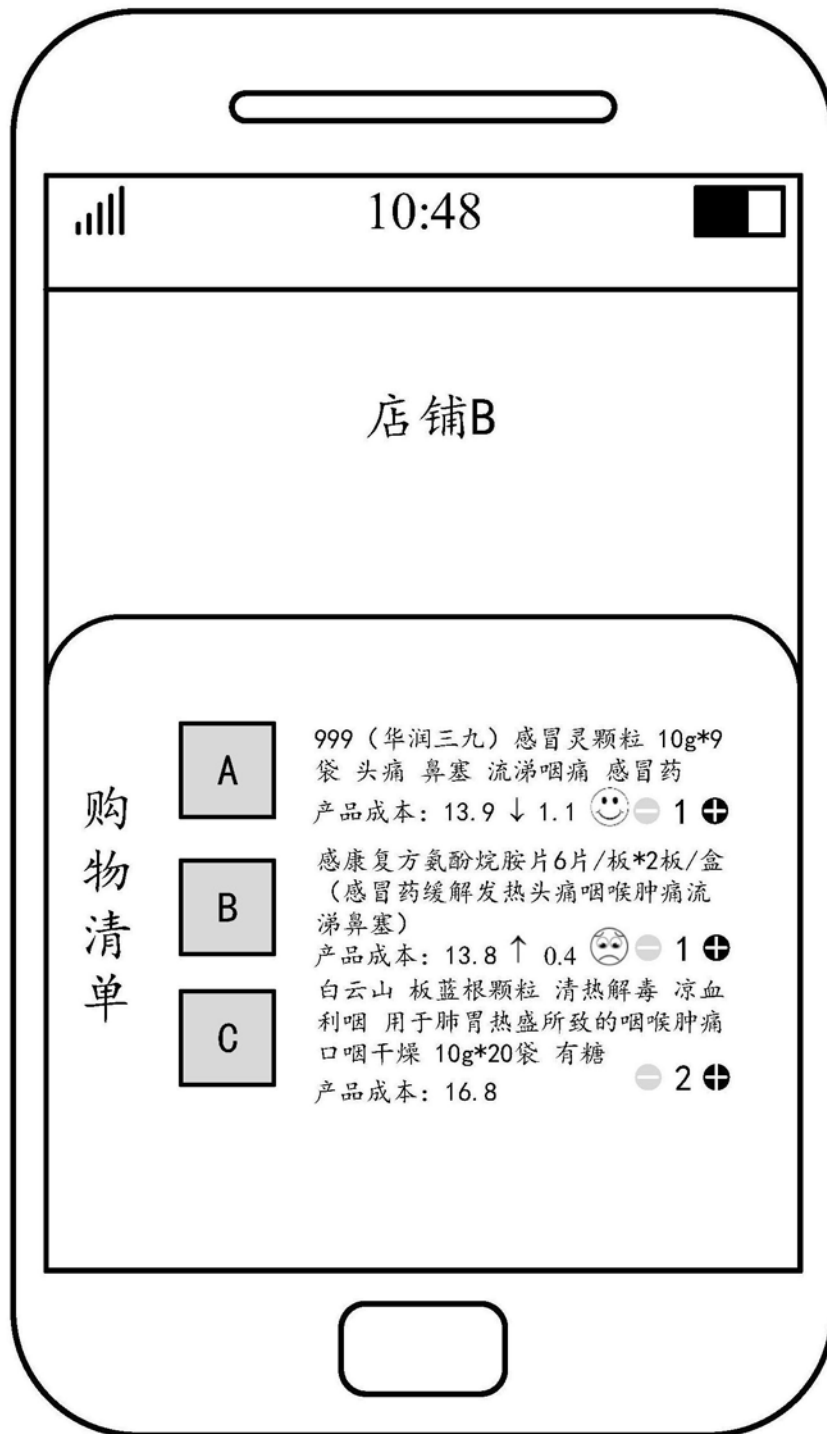 10:48
店铺B
购物清单
A
999（华润三九）感冒灵颗粒 10g*9
袋 头痛 鼻塞 流涕咽痛 感冒药
产品成本：13.9 ↓ 1.1 1
B
感康复方氨酚烷胺片6片/板*2板/盒
（感冒药缓解发热头痛咽喉肿痛流
涕鼻塞）
产品成本：13.8 ↑ 0.4 1
C
白云山 板蓝根颗粒 清热解毒 凉血
利咽 用于肺胃热盛所致的咽喉肿痛
口咽干燥 10g*20袋 有糖
产品成本：16.8 2